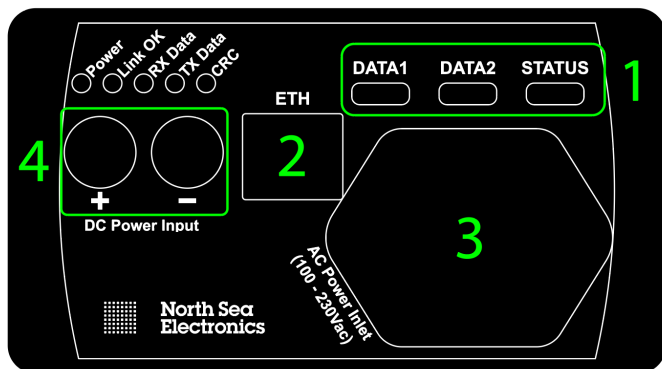 Power
Link OK
RX Data
TX Data
CRC
DATA1 DATA2 STATUS
1
ETH
2
4
+ −
DC Power Input
3
AC Power Inlet
(100 - 230Vac)
North Sea
Electronics